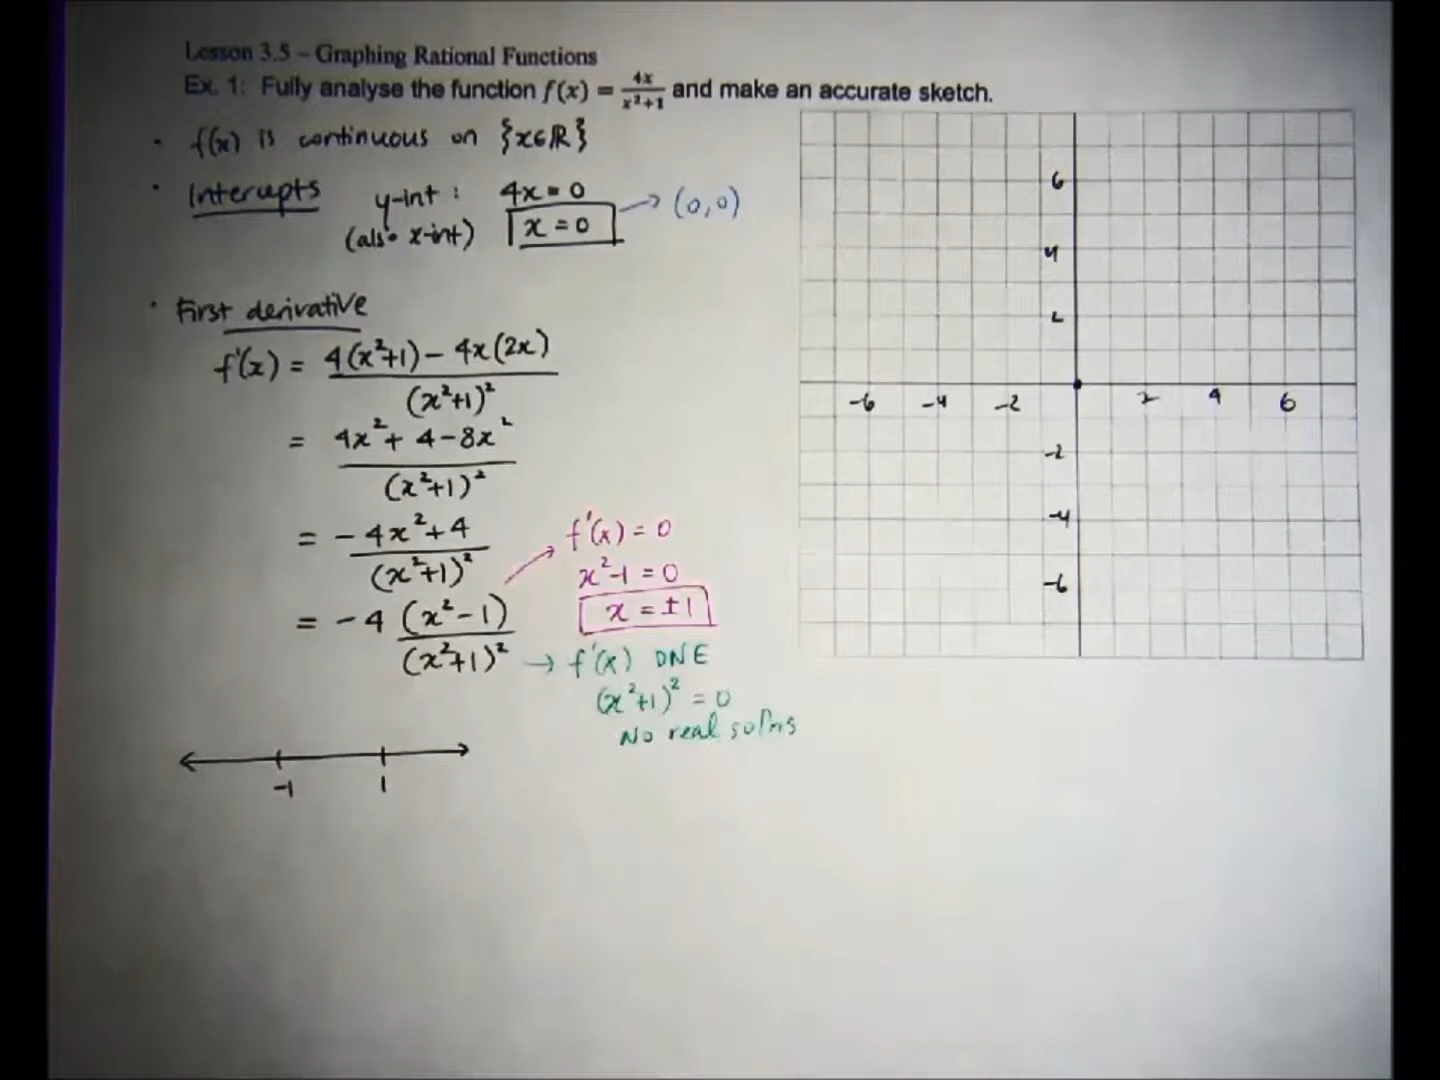 Lesson 3.5 – Graphing Rational Functions
Ex. 1: Fully analyse the function f(x) = 4x/(x²+1) and make an accurate sketch.
• f(x) is continuous on {x∈ℝ}
• Intercepts y-int : 4x = 0
(also x-int) x = 0 → (0,0)
• First derivative
f'(x) = (4(x²+1) – 4x(2x))/(x²+1)²
= (4x² + 4 – 8x²)/(x²+1)²
= (–4x² + 4)/(x²+1)²
= –4 (x² – 1)/(x²+1)²
f'(x) = 0
x² – 1 = 0
x = ±1
→ f'(x) DNE
(x²+1)² = 0
No real solns
-1 1
6
4
2
-6 -4 -2 2 4 6
-2
-4
-6